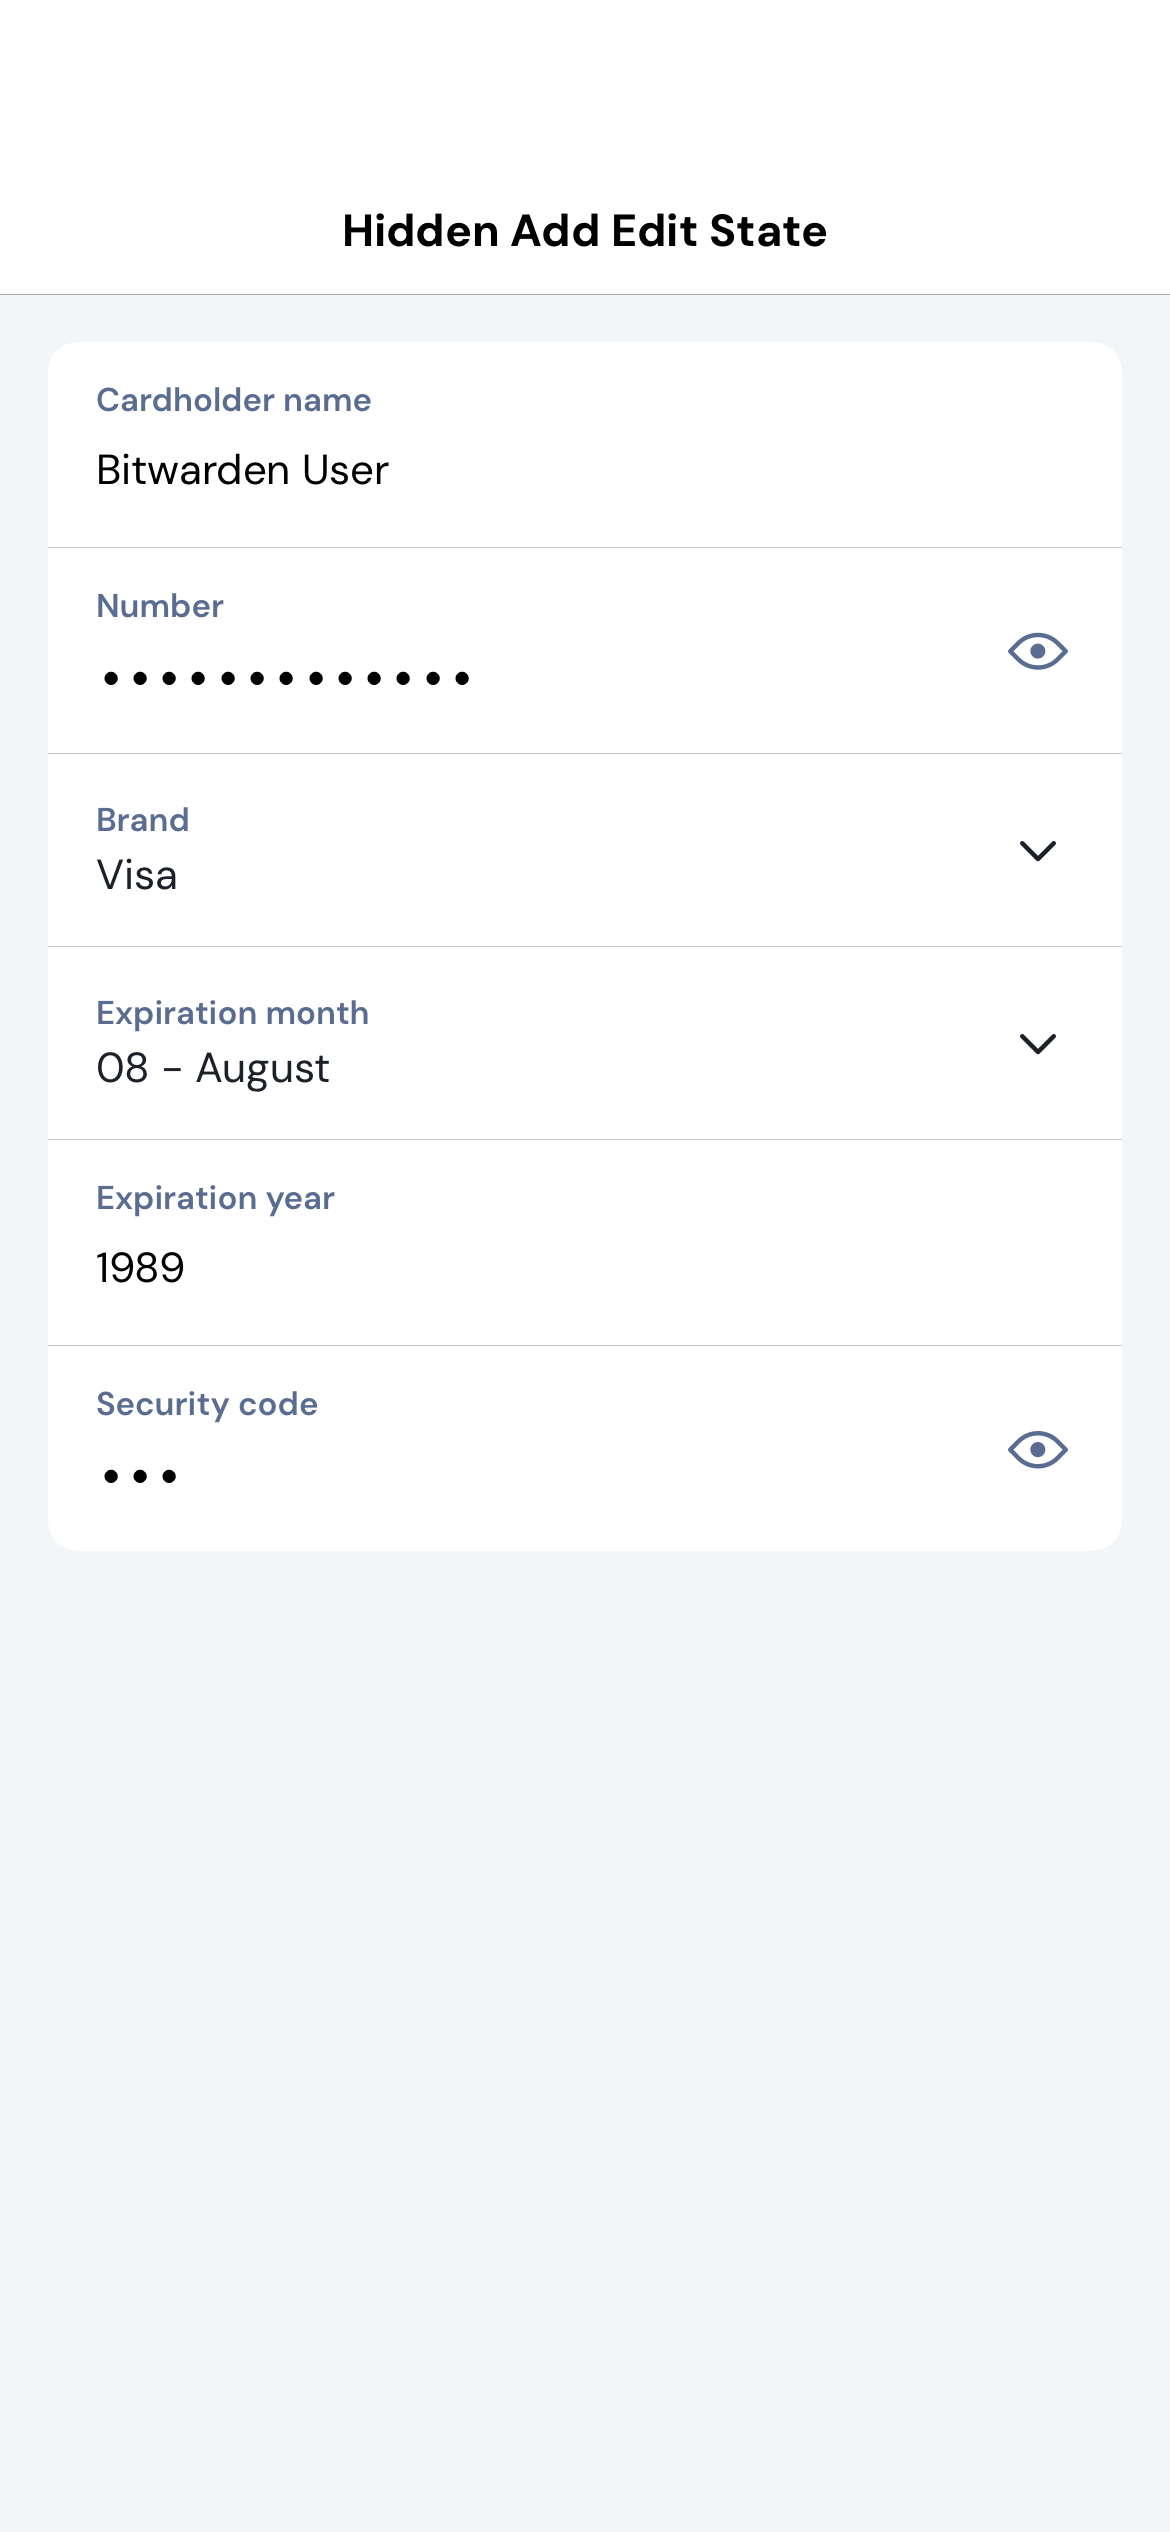 Hidden Add Edit State
Cardholder name
Bitwarden User
Number
•••••••••••••
Brand
Visa
Expiration month
08 - August
Expiration year
1989
Security code
•••